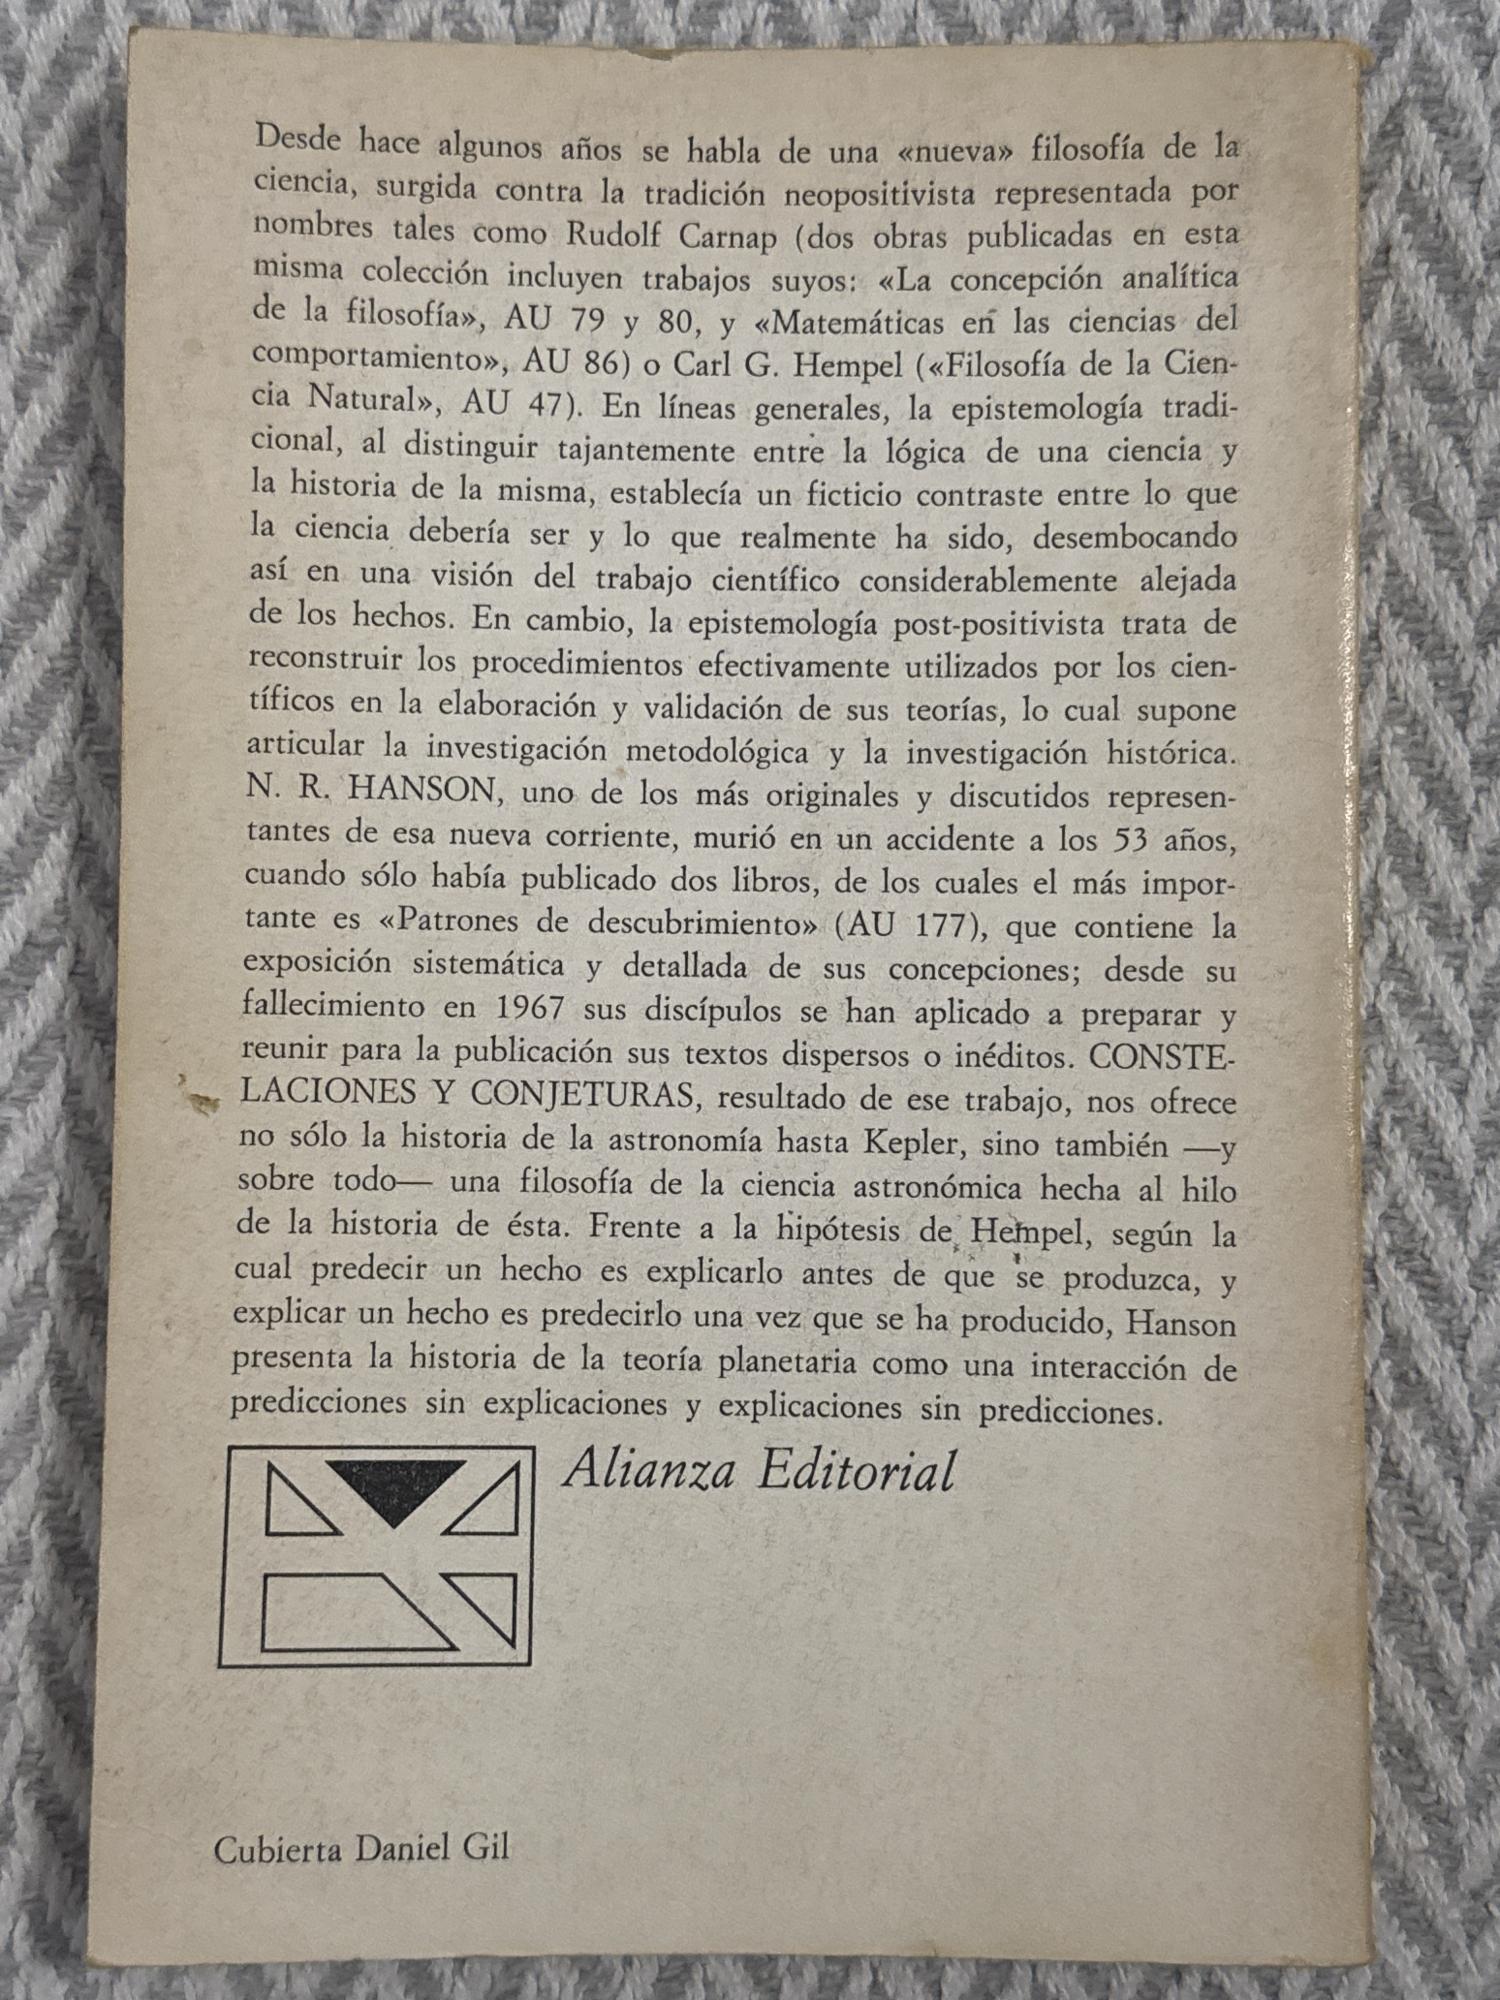 Desde hace algunos años se habla de una «nueva» filosofía de la
ciencia, surgida contra la tradición neopositivista representada por
nombres tales como Rudolf Carnap (dos obras publicadas en esta
misma colección incluyen trabajos suyos: «La concepción analítica
de la filosofía», AU 79 y 80, y «Matemáticas en las ciencias del
comportamiento», AU 86) o Carl G. Hempel («Filosofía de la Cien-
cia Natural», AU 47). En líneas generales, la epistemología tradi-
cional, al distinguir tajantemente entre la lógica de una ciencia y
la historia de la misma, establecía un ficticio contraste entre lo que
la ciencia debería ser y lo que realmente ha sido, desembocando
así en una visión del trabajo científico considerablemente alejada
de los hechos. En cambio, la epistemología post-positivista trata de
reconstruir los procedimientos efectivamente utilizados por los cien-
tíficos en la elaboración y validación de sus teorías, lo cual supone
articular la investigación metodológica y la investigación histórica.
N. R. HANSON, uno de los más originales y discutidos represen-
tantes de esa nueva corriente, murió en un accidente a los 53 años,
cuando sólo había publicado dos libros, de los cuales el más impor-
tante es «Patrones de descubrimiento» (AU 177), que contiene la
exposición sistemática y detallada de sus concepciones; desde su
fallecimiento en 1967 sus discípulos se han aplicado a preparar y
reunir para la publicación sus textos dispersos o inéditos. CONSTE-
LACIONES Y CONJETURAS, resultado de ese trabajo, nos ofrece
no sólo la historia de la astronomía hasta Kepler, sino también —y
sobre todo— una filosofía de la ciencia astronómica hecha al hilo
de la historia de ésta. Frente a la hipótesis de Hempel, según la
cual predecir un hecho es explicarlo antes de que se produzca, y
explicar un hecho es predecirlo una vez que se ha producido, Hanson
presenta la historia de la teoría planetaria como una interacción de
predicciones sin explicaciones y explicaciones sin predicciones.
Alianza Editorial
Cubierta Daniel Gil